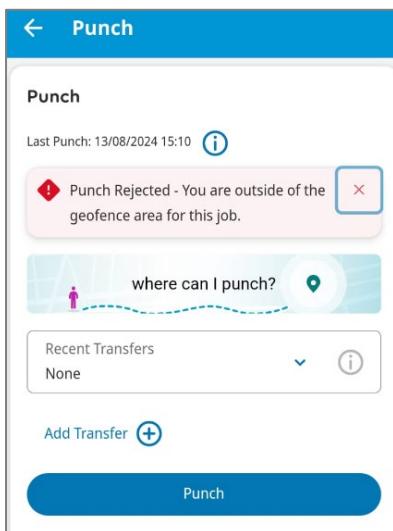 Punch
Punch
Last Punch: 13/08/2024 15:10
Punch Rejected - You are outside of the
geofence area for this job.
where can I punch?
Recent Transfers
None
Add Transfer
Punch